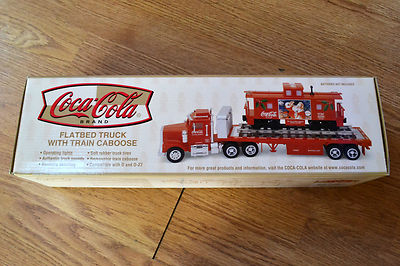 BATTERIES NOT INCLUDED
Coca-Cola
BRAND
FLATBED TRUCK
WITH TRAIN CABOOSE
• Operating lights • Soft rubber truck tires
• Authentic truck sounds • Removable train caboose
• Compatible with O and O-27
For more great products and information, visit the COCA-COLA website at www.cocacola.com
Coca-Cola